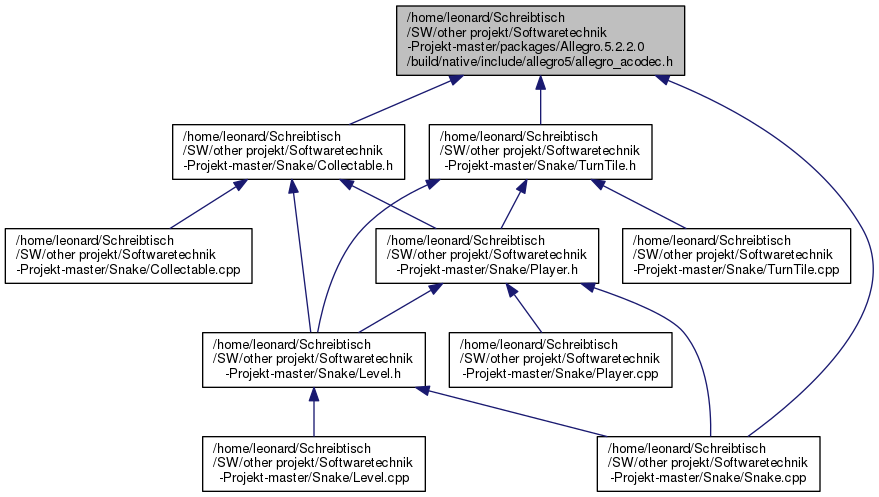 /home/leonard/Schreibtisch
/SW/other projekt/Softwaretechnik
-Projekt-master/packages/Allegro.5.2.2.0
/build/native/include/allegro5/allegro_acodec.h
/home/leonard/Schreibtisch
/SW/other projekt/Softwaretechnik
-Projekt-master/Snake/Collectable.h
/home/leonard/Schreibtisch
/SW/other projekt/Softwaretechnik
-Projekt-master/Snake/TurnTile.h
/home/leonard/Schreibtisch
/SW/other projekt/Softwaretechnik
-Projekt-master/Snake/Collectable.cpp
/home/leonard/Schreibtisch
/SW/other projekt/Softwaretechnik
-Projekt-master/Snake/Player.h
/home/leonard/Schreibtisch
/SW/other projekt/Softwaretechnik
-Projekt-master/Snake/TurnTile.cpp
/home/leonard/Schreibtisch
/SW/other projekt/Softwaretechnik
-Projekt-master/Snake/Level.h
/home/leonard/Schreibtisch
/SW/other projekt/Softwaretechnik
-Projekt-master/Snake/Player.cpp
/home/leonard/Schreibtisch
/SW/other projekt/Softwaretechnik
-Projekt-master/Snake/Level.cpp
/home/leonard/Schreibtisch
/SW/other projekt/Softwaretechnik
-Projekt-master/Snake/Snake.cpp